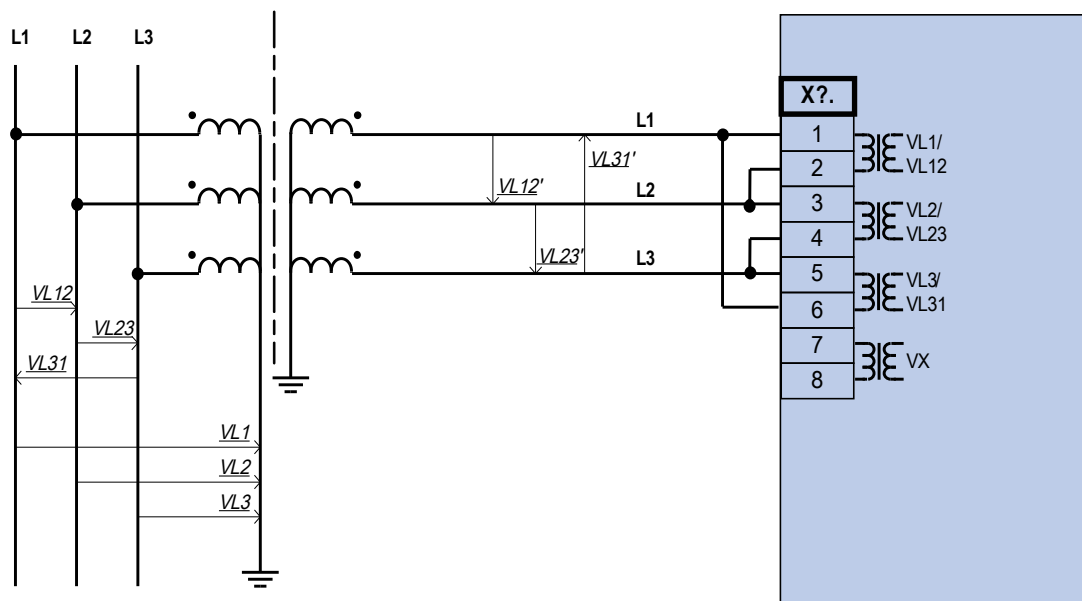 L1 L2 L3
X?.
L1
1
VL1/
VL12
VL31'
2
VL12'
L2
3
VL2/
VL23
4
VL23'
L3
5
VL3/
VL31
VL12
6
VL23
7
VX
VL31
8
VL1
VL2
VL3